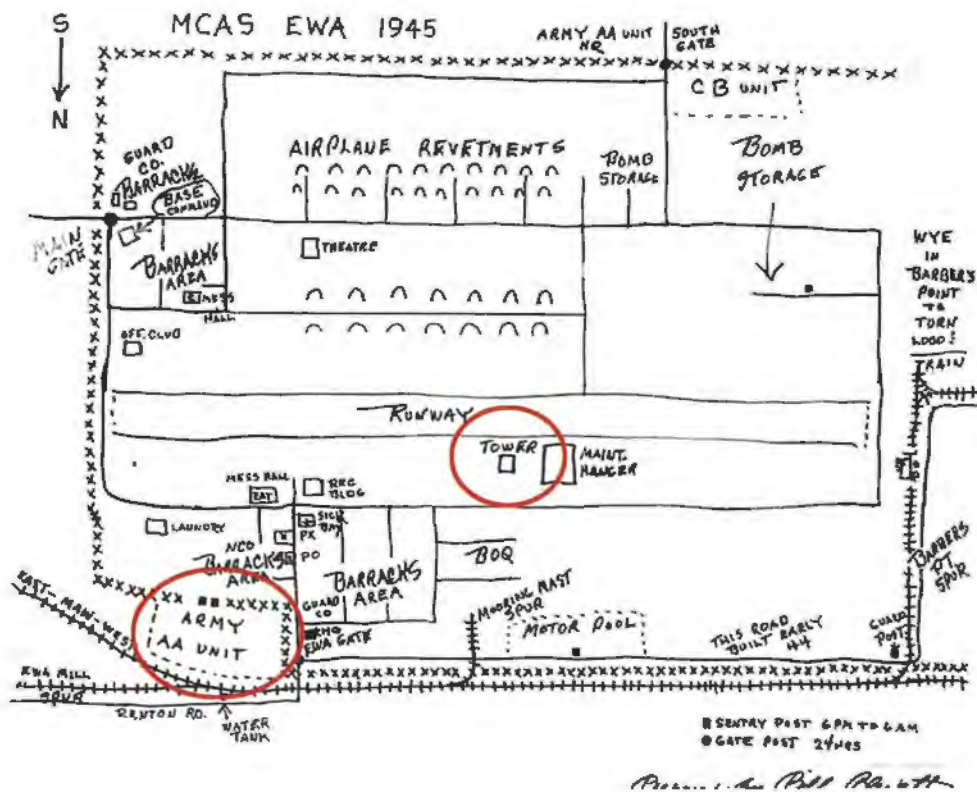 S
N
MCAS EWA 1945
ARMY AA UNIT
HQ
SOUTH
GATE
CB UNIT
GUARD
CO.
BARRACKS
BASE
COMMAND
MAIN
GATE
BARRACKS
AREA
MESS
HALL
OFF. CLUB
AIRPLANE REVETMENTS
BOMB
STORAGE
BOMB
STORAGE
THEATRE
WYE
IN
BARBER'S
POINT
TO
TURN
TRAIN
RUNWAY
TOWER
MAINT.
HANGER
MESS HALL
EAT
REC
BLDG
LAUNDRY
SICK
BAY
PX
PO
NCO
BARRACKS
AREA
BARRACKS
AREA
BOQ
GUARD
CO
EWA GATE
ARMY
AA UNIT
EAST-MAW-WEST
MOORING MAST
SPUR
MOTOR POOL
THIS ROAD
BUILT EARLY
44
GUARD
POST
BARBERS
PT.
SPUR
EWA MILL
SPUR
RENTON RD.
WATER
TANK
SENTRY POST 6PM TO 6AM
GATE POST 24HRS